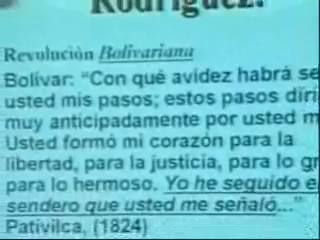 Rodríguez.
Revolución Bolivariana
Bolívar: “Con qué avidez habrá se
usted mis pasos; estos pasos diri
muy anticipadamente por usted m
Usted formó mi corazón para la
libertad, para la justicia, para lo gr
para lo hermoso. Yo he seguido e
sendero que usted me señaló...”
Pativilca, (1824)